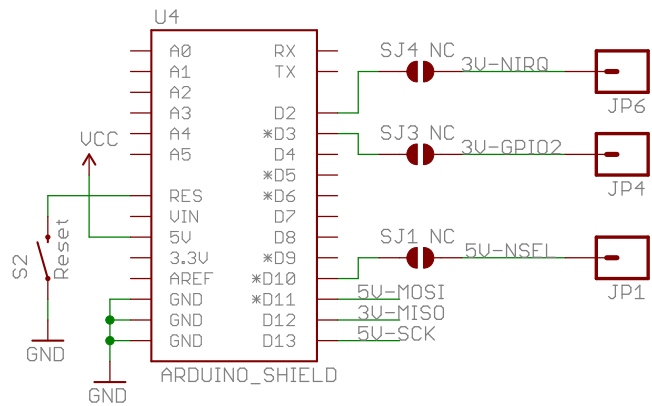 U4
A0
A1
A2
A3
A4
A5
RES
VIN
5V
3.3V
AREF
GND
GND
GND
RX
TX
D2
*D3
D4
*D5
*D6
D7
D8
*D9
*D10
*D11
D12
D13
ARDUINO_SHIELD
VCC
S2
Reset
GND
GND
SJ4 NC
3V-NIRQ
JP6
SJ3 NC
3V-GPIO2
JP4
SJ1 NC
5V-NSEL
JP1
5V-MOSI
3V-MISO
5V-SCK